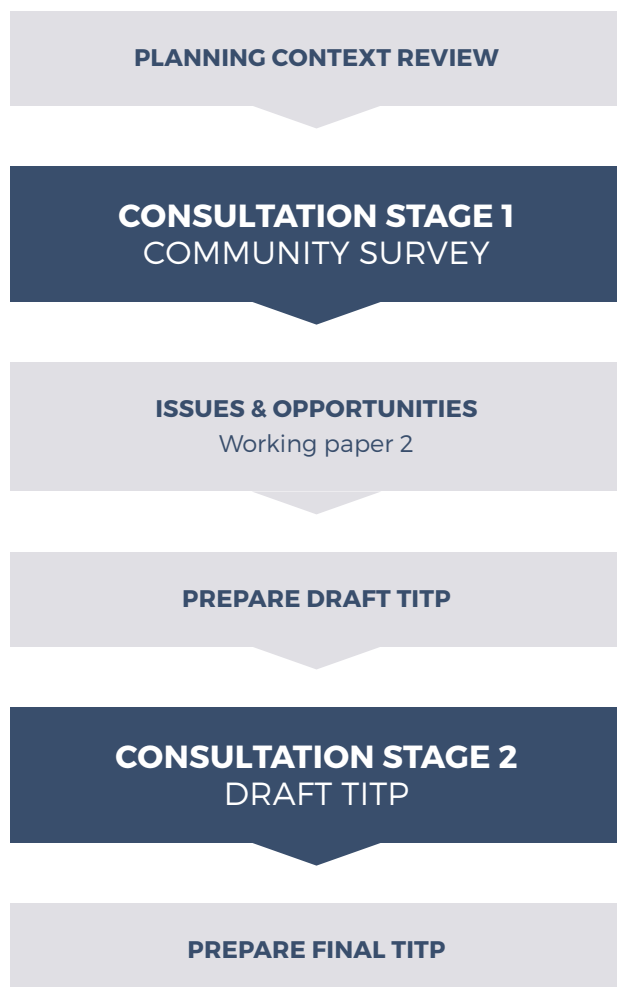 PLANNING CONTEXT REVIEW
CONSULTATION STAGE 1
COMMUNITY SURVEY
ISSUES & OPPORTUNITIES
Working paper 2
PREPARE DRAFT TITP
CONSULTATION STAGE 2
DRAFT TITP
PREPARE FINAL TITP